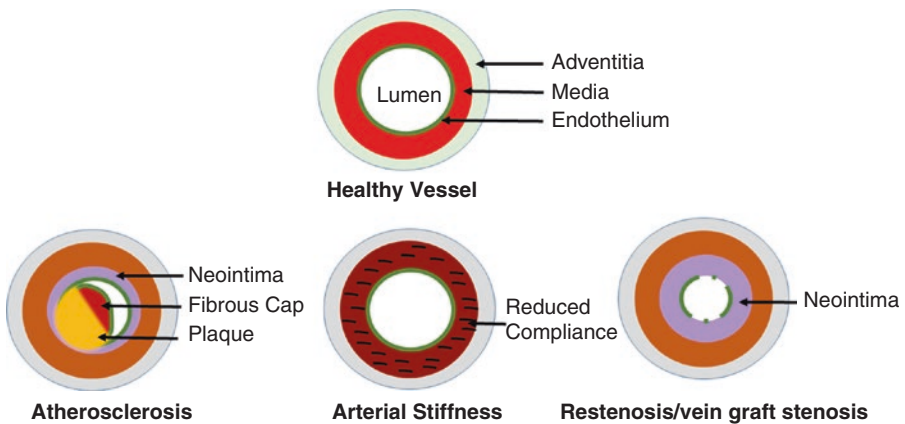 Adventitia
Lumen
Media
Endothelium
Healthy Vessel
Neointima
Fibrous Cap
Plaque
Reduced
Compliance
Neointima
Atherosclerosis
Arterial Stiffness
Restenosis/vein graft stenosis